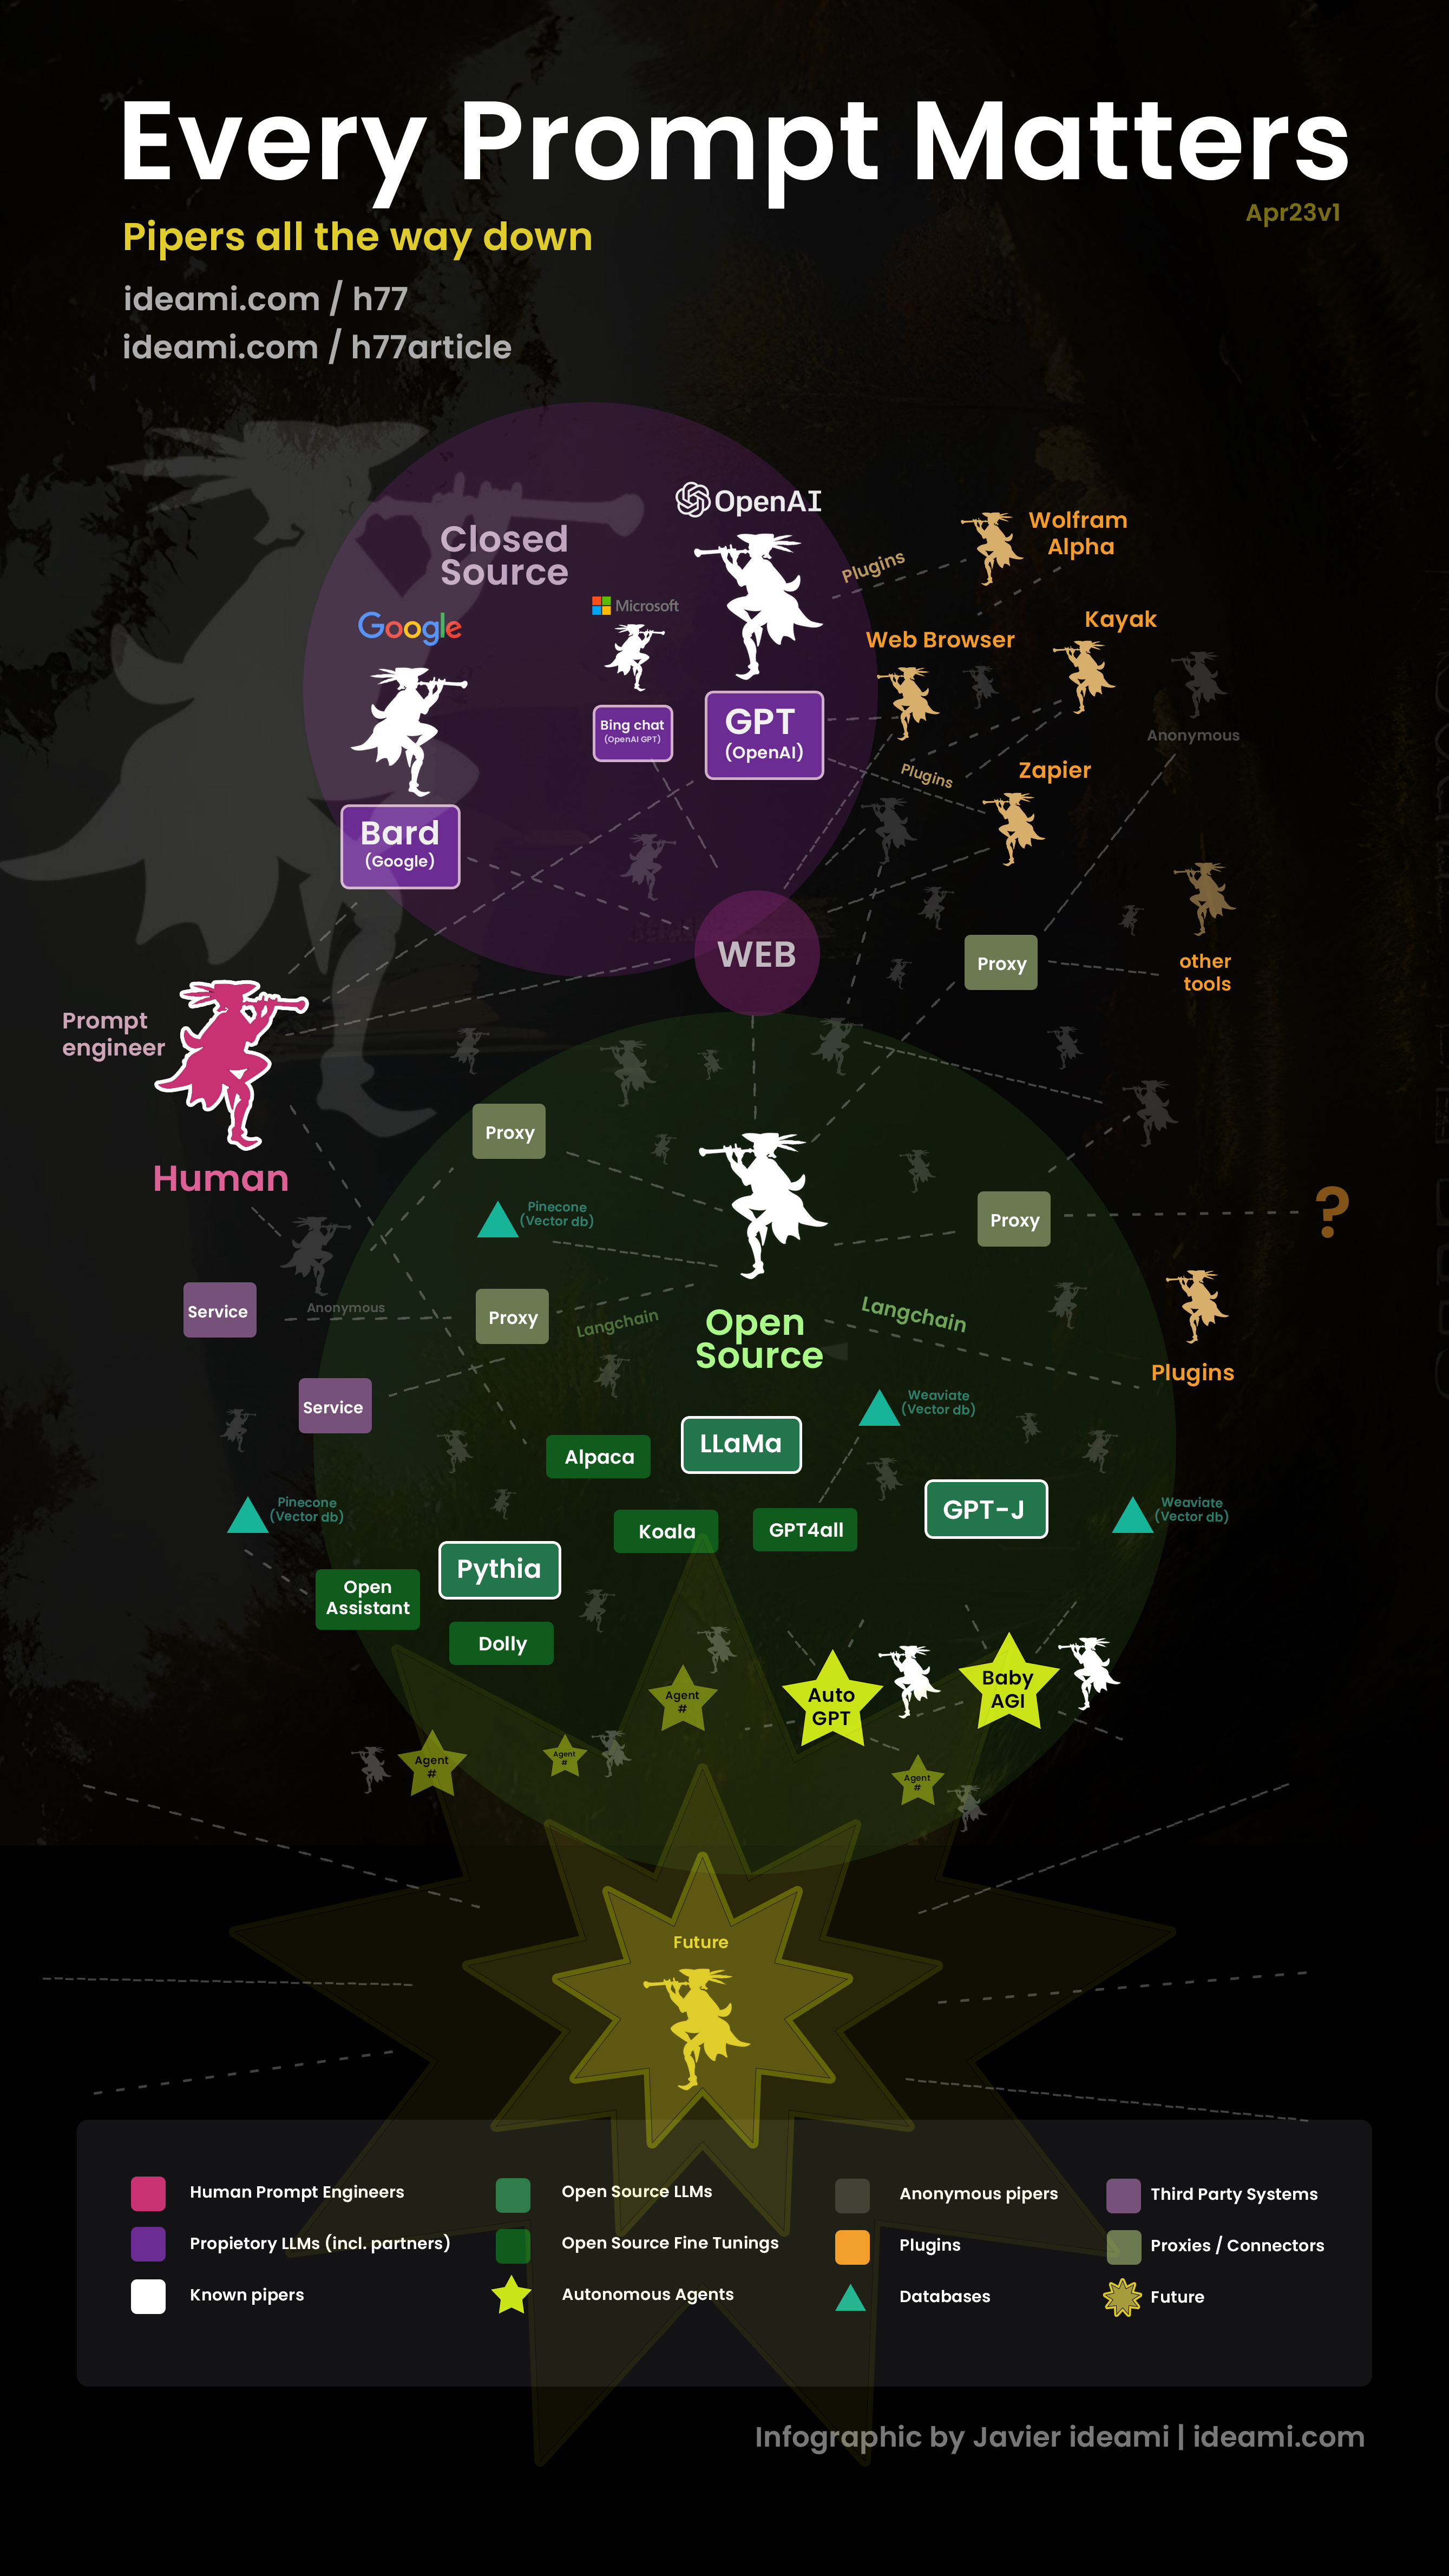 Every Prompt Matters
Apr23v1
Pipers all the way down
ideami.com / h77
ideami.com / h77article
OpenAI
Closed
Source
Wolfram
Alpha
Plugins
Microsoft
Google
Kayak
Web Browser
Bing chat
(OpenAI GPT)
GPT
(OpenAI)
Anonymous
Plugins
Zapier
Bard
(Google)
WEB
Proxy
other
tools
Prompt
engineer
Human
Proxy
Pinecone
(Vector db)
Proxy
?
Service
Anonymous
Proxy
Langchain
Open
Source
Langchain
Plugins
Service
Weaviate
(Vector db)
Alpaca
LLaMa
Pinecone
(Vector db)
Koala
GPT4all
GPT-J
Weaviate
(Vector db)
Pythia
Open
Assistant
Dolly
Agent
#
Auto
GPT
Baby
AGI
Agent
#
Agent
#
Agent
#
Future
Human Prompt Engineers
Open Source LLMs
Anonymous pipers
Third Party Systems
Propietory LLMs (incl. partners)
Open Source Fine Tunings
Plugins
Proxies / Connectors
Known pipers
Autonomous Agents
Databases
Future
Infographic by Javier ideami | ideami.com